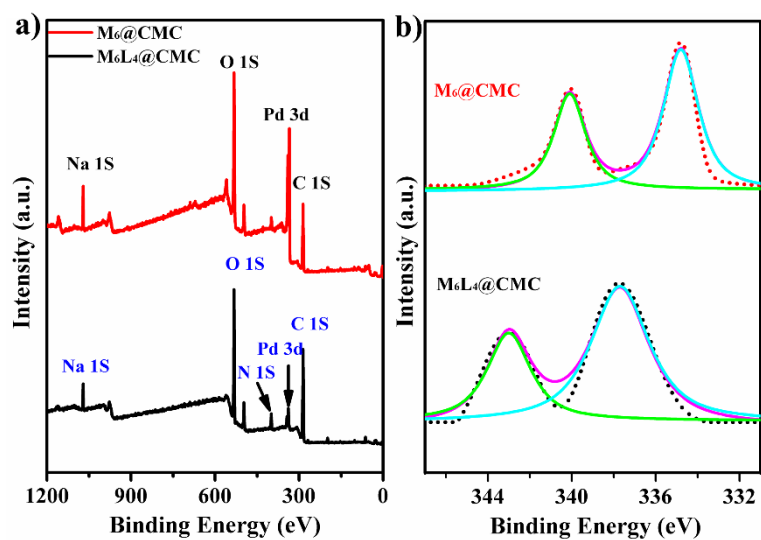 a)
M₆@CMC
M₆L₄@CMC
O 1S
Pd 3d
Na 1S
C 1S
O 1S
C 1S
Na 1S
Pd 3d
N 1S
Intensity (a.u.)
1200 900 600 300 0
Binding Energy (eV)
b)
M₆@CMC
M₆L₄@CMC
Intensity (a.u.)
344 340 336 332
Binding Energy (eV)